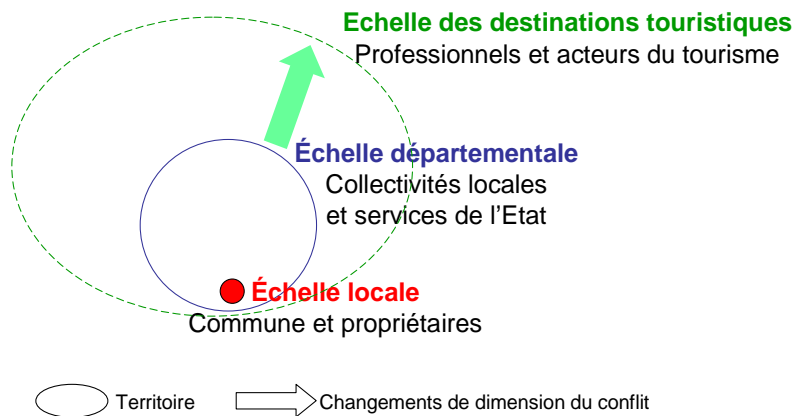 Echelle des destinations touristiques
Professionnels et acteurs du tourisme
Échelle départementale
Collectivités locales
et services de l'Etat
Échelle locale
Commune et propriétaires
Territoire
Changements de dimension du conflit